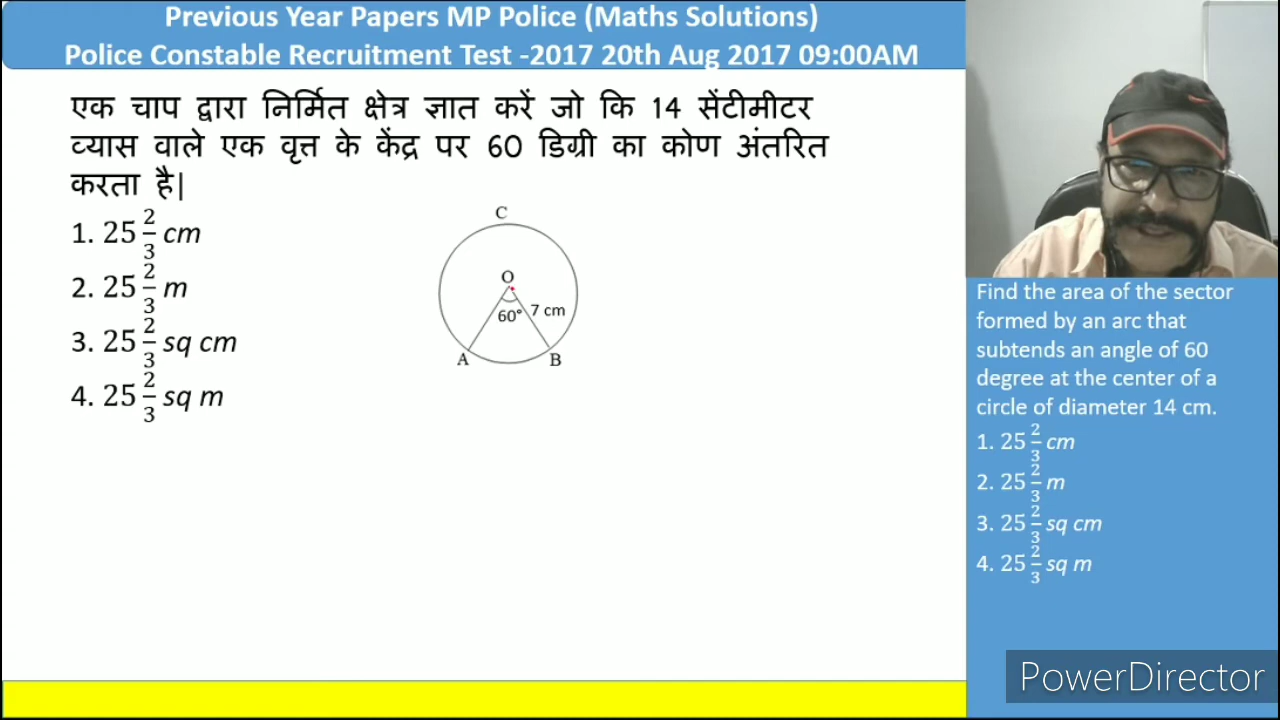 Previous Year Papers MP Police (Maths Solutions)
Police Constable Recruitment Test -2017 20th Aug 2017 09:00AM
एक चाप द्वारा निर्मित क्षेत्र ज्ञात करें जो कि 14 सेंटीमीटर
व्यास वाले एक वृत्त के केंद्र पर 60 डिग्री का कोण अंतरित
करता है|
1. 25 2/3 cm
2. 25 2/3 m
3. 25 2/3 sq cm
4. 25 2/3 sq m
C
O
60° 7 cm
A B
Find the area of the sector
formed by an arc that
subtends an angle of 60
degree at the center of a
circle of diameter 14 cm.
1. 25 2/3 cm
2. 25 2/3 m
3. 25 2/3 sq cm
4. 25 2/3 sq m
PowerDirector